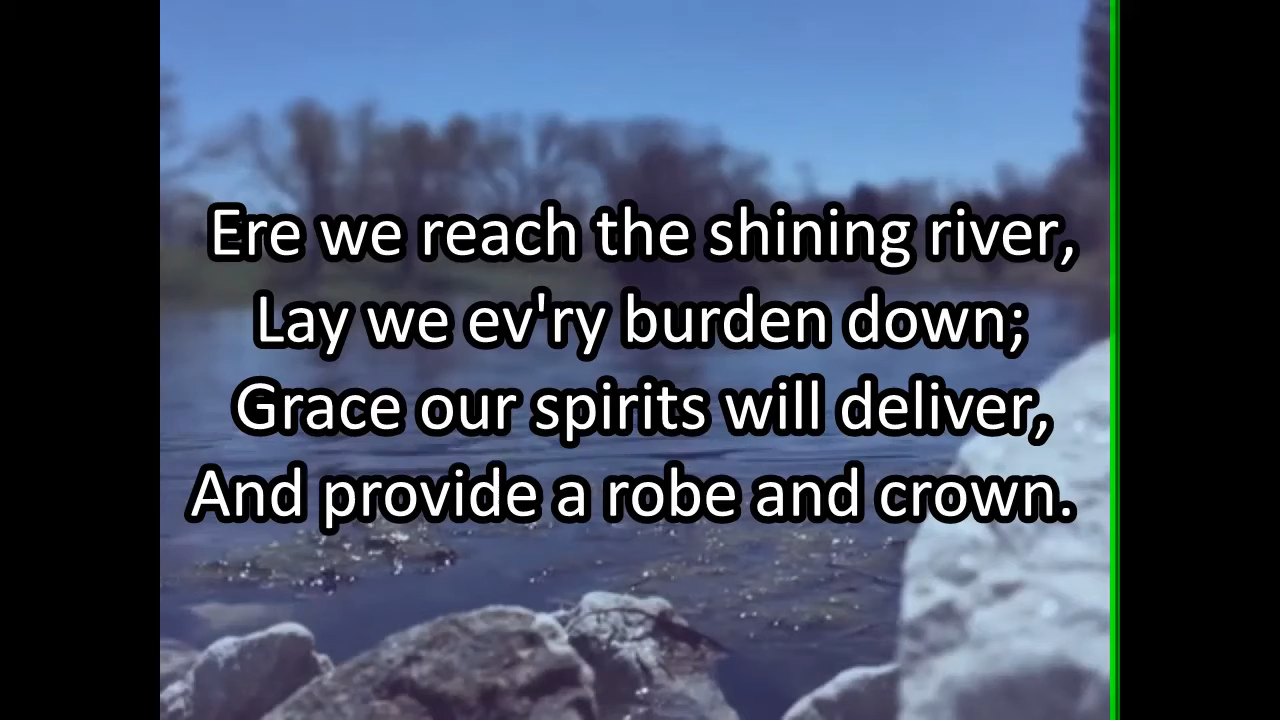 Ere we reach the shining river,
Lay we ev'ry burden down;
Grace our spirits will deliver,
And provide a robe and crown.